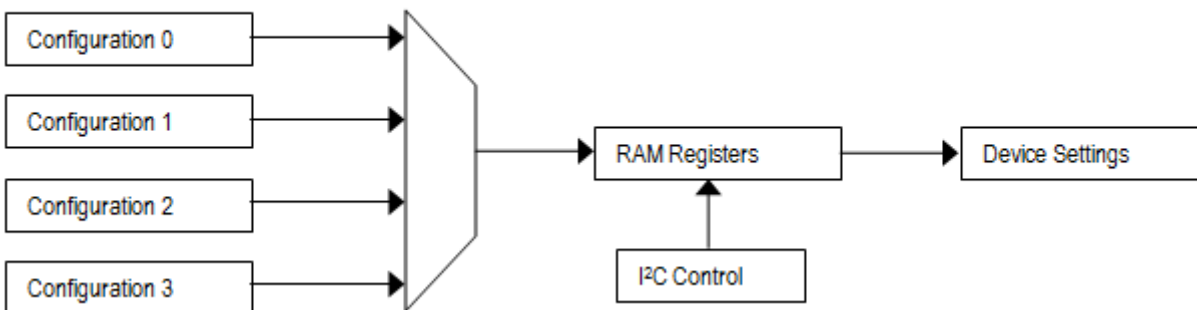 Configuration 0
Configuration 1
Configuration 2
Configuration 3
RAM Registers
Device Settings
I²C Control